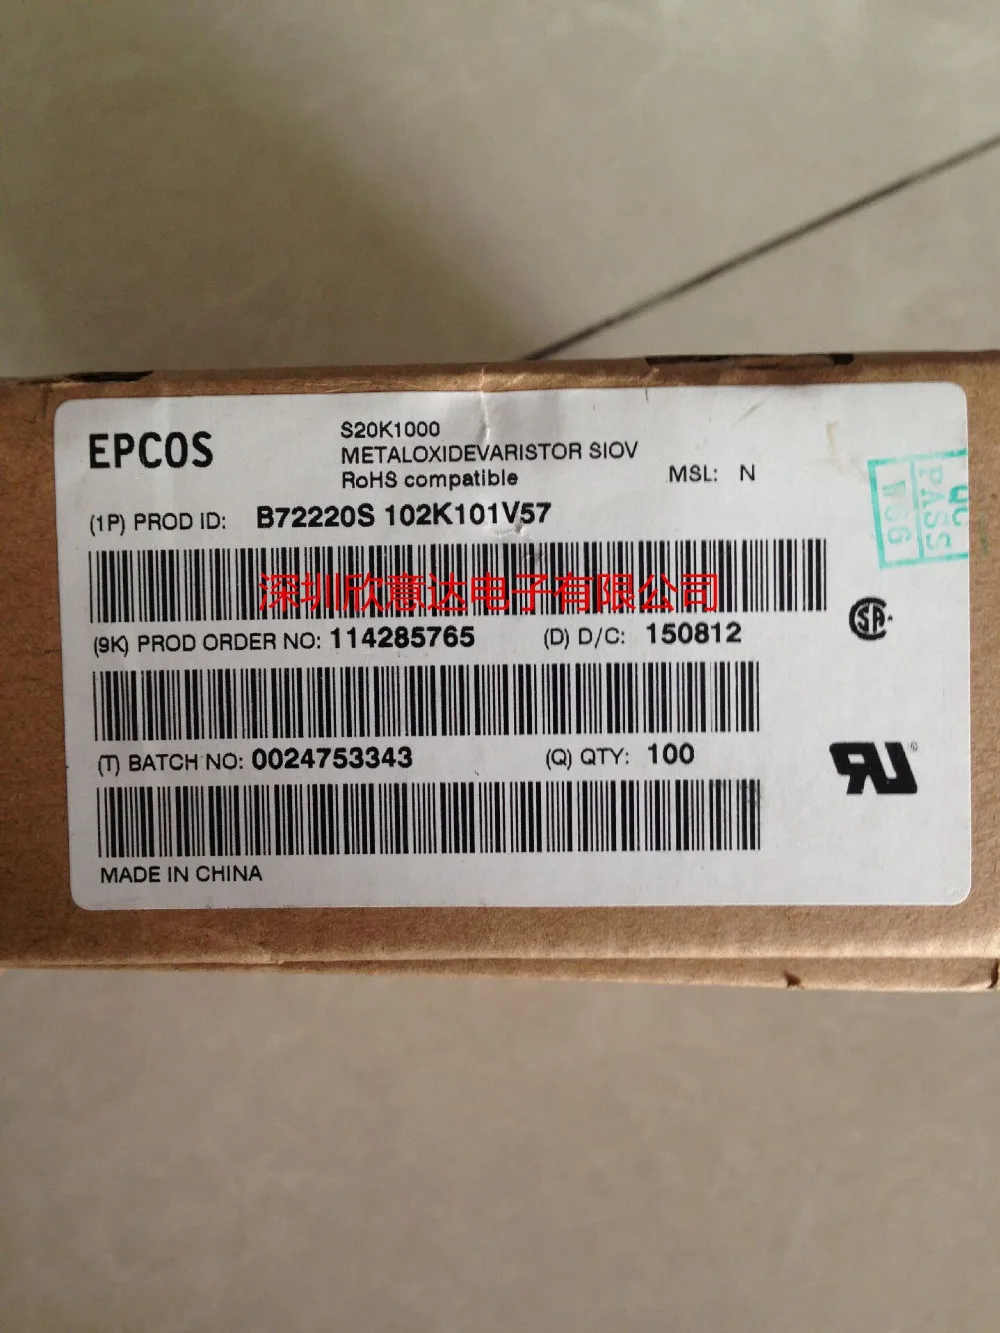 EPCOS
S20K1000
METALOXIDEVARISTOR SIOV
RoHS compatible
MSL: N
(1P) PROD ID: B72220S 102K101V57
QC
PASS
W56
深圳欣意达电子有限公司
(9K) PROD ORDER NO: 114285765
(D) D/C: 150812
SA
(T) BATCH NO: 0024753343
(Q) QTY: 100
RU®
MADE IN CHINA